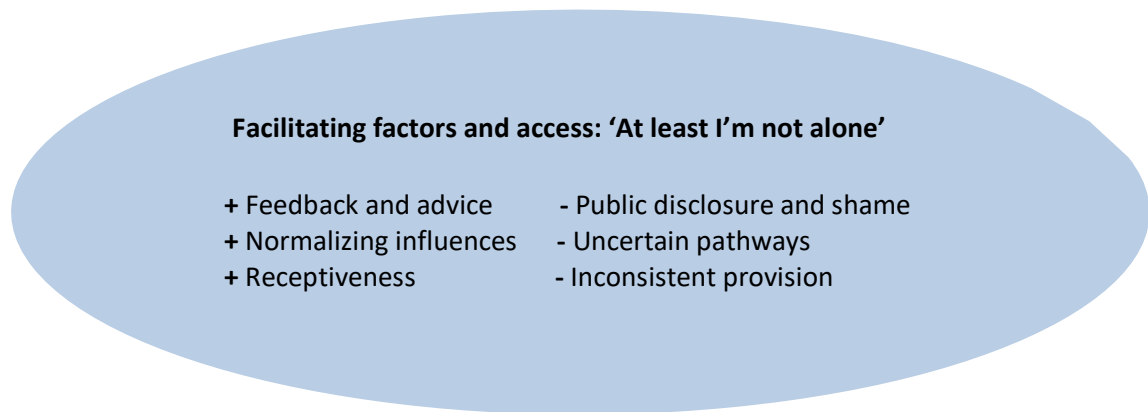 Facilitating factors and access: ‘At least I’m not alone’
+ Feedback and advice - Public disclosure and shame
+ Normalizing influences - Uncertain pathways
+ Receptiveness - Inconsistent provision